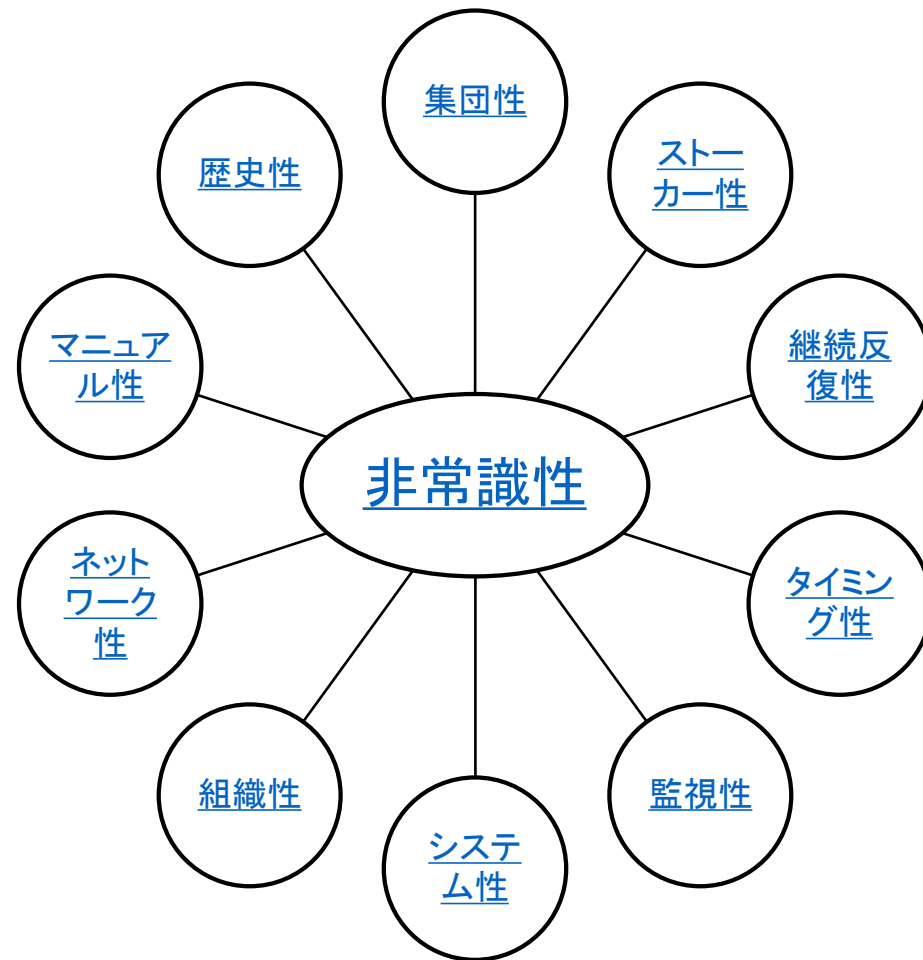 集団性
ストー
カー性
歴史性
継続反
復性
マニュア
ル性
非常識性
ネット
ワーク
性
タイミン
グ性
組織性
監視性
システ
ム性